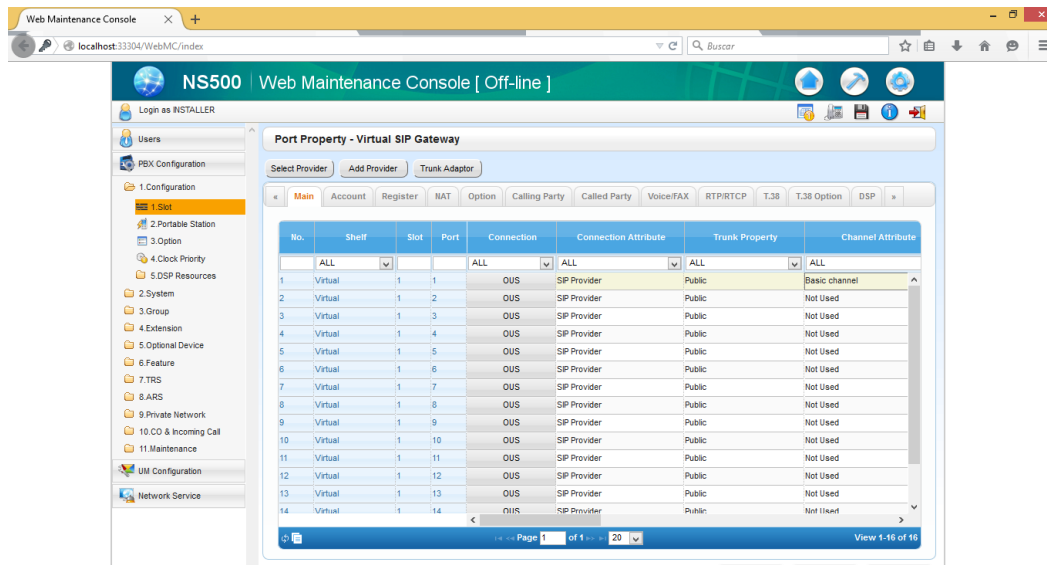 Web Maintenance Console
localhost:33304/WebMC/index
Buscar
NS500 Web Maintenance Console [ Off-line ]
Login as INSTALLER
Users
PBX Configuration
1.Configuration
1.Slot
2.Portable Station
3.Option
4.Clock Priority
5.DSP Resources
2.System
3.Group
4.Extension
5.Optional Device
6.Feature
7.TRS
8.ARS
9.Private Network
10.CO & Incoming Call
11.Maintenance
UM Configuration
Network Service
Port Property - Virtual SIP Gateway
Select Provider Add Provider Trunk Adaptor
« Main Account Register NAT Option Calling Party Called Party Voice/FAX RTP/RTCP T.38 T.38 Option DSP »
No. Shelf Slot Port Connection Connection Attribute Trunk Property Channel Attribute
ALL ALL ALL ALL ALL
1 Virtual 1 1 OUS SIP Provider Public Basic channel
2 Virtual 1 2 OUS SIP Provider Public Not Used
3 Virtual 1 3 OUS SIP Provider Public Not Used
4 Virtual 1 4 OUS SIP Provider Public Not Used
5 Virtual 1 5 OUS SIP Provider Public Not Used
6 Virtual 1 6 OUS SIP Provider Public Not Used
7 Virtual 1 7 OUS SIP Provider Public Not Used
8 Virtual 1 8 OUS SIP Provider Public Not Used
9 Virtual 1 9 OUS SIP Provider Public Not Used
10 Virtual 1 10 OUS SIP Provider Public Not Used
11 Virtual 1 11 OUS SIP Provider Public Not Used
12 Virtual 1 12 OUS SIP Provider Public Not Used
13 Virtual 1 13 OUS SIP Provider Public Not Used
14 Virtual 1 14 OUS SIP Provider Public Not Used
Page 1 of 1 20 View 1-16 of 16